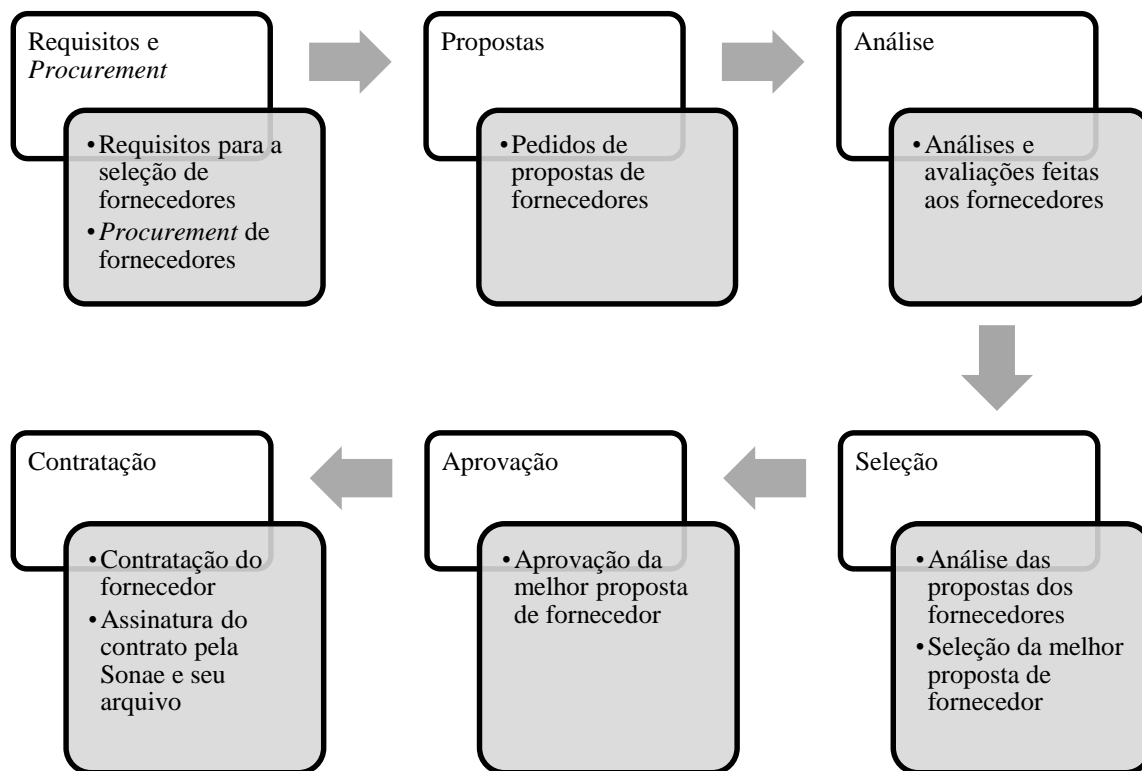 Requisitos e
Procurement
• Requisitos para a
seleção de
fornecedores
• Procurement de
fornecedores
Propostas
• Pedidos de
propostas de
fornecedores
Análise
• Análises e
avaliações feitas
aos fornecedores
Seleção
• Análise das
propostas dos
fornecedores
• Seleção da melhor
proposta de
fornecedor
Aprovação
• Aprovação da
melhor proposta
de fornecedor
Contratação
• Contratação do
fornecedor
• Assinatura do
contrato pela
Sonae e seu
arquivo